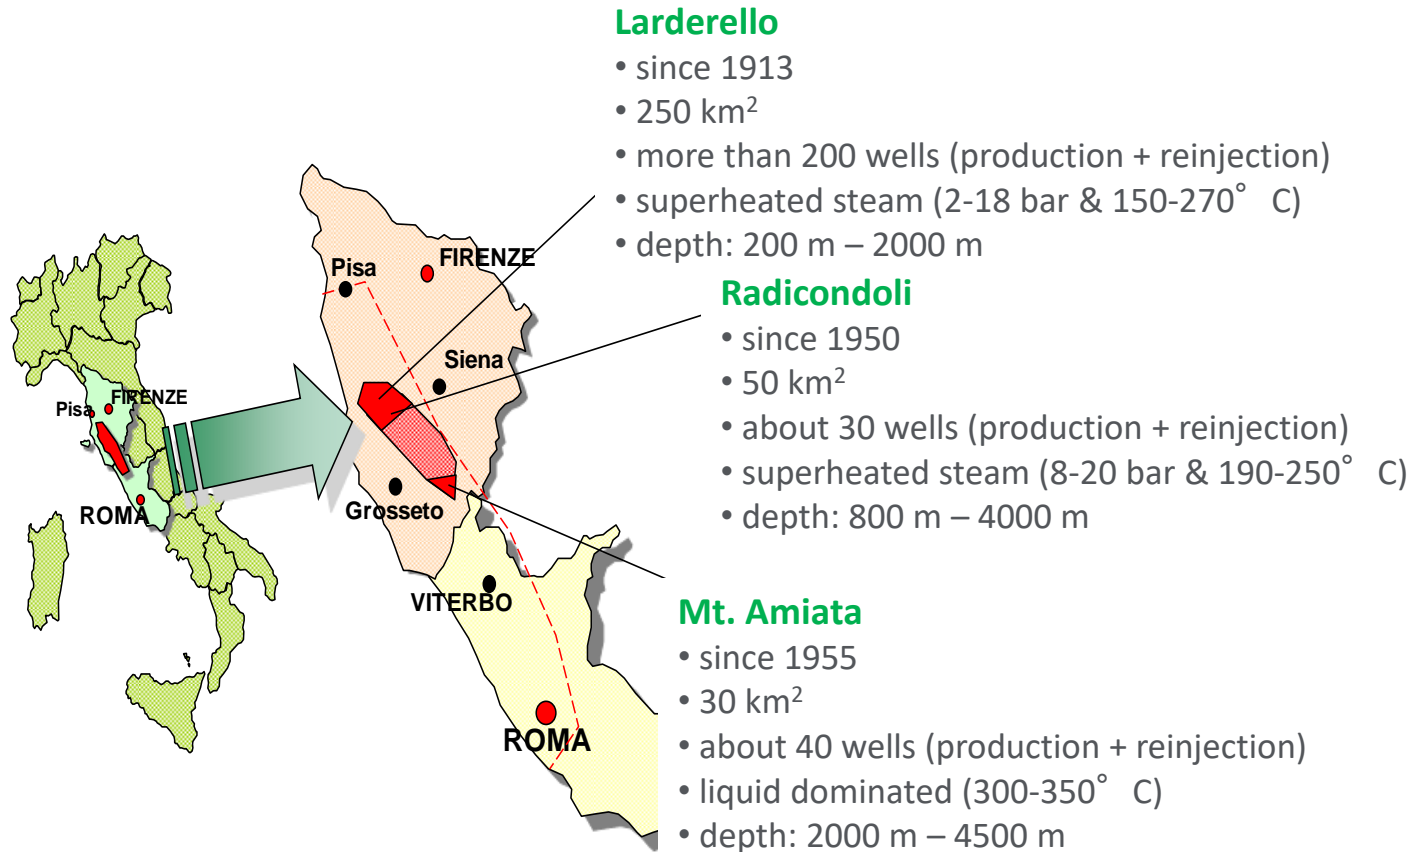 Larderello
• since 1913
• 250 km²
• more than 200 wells (production + reinjection)
• superheated steam (2-18 bar & 150-270° C)
• depth: 200 m – 2000 m
Radicondoli
• since 1950
• 50 km²
• about 30 wells (production + reinjection)
• superheated steam (8-20 bar & 190-250° C)
• depth: 800 m – 4000 m
Mt. Amiata
• since 1955
• 30 km²
• about 40 wells (production + reinjection)
• liquid dominated (300-350° C)
• depth: 2000 m – 4500 m
Pisa
FIRENZE
Siena
Grosseto
VITERBO
ROMA
FIRENZE
Pisa
ROMA